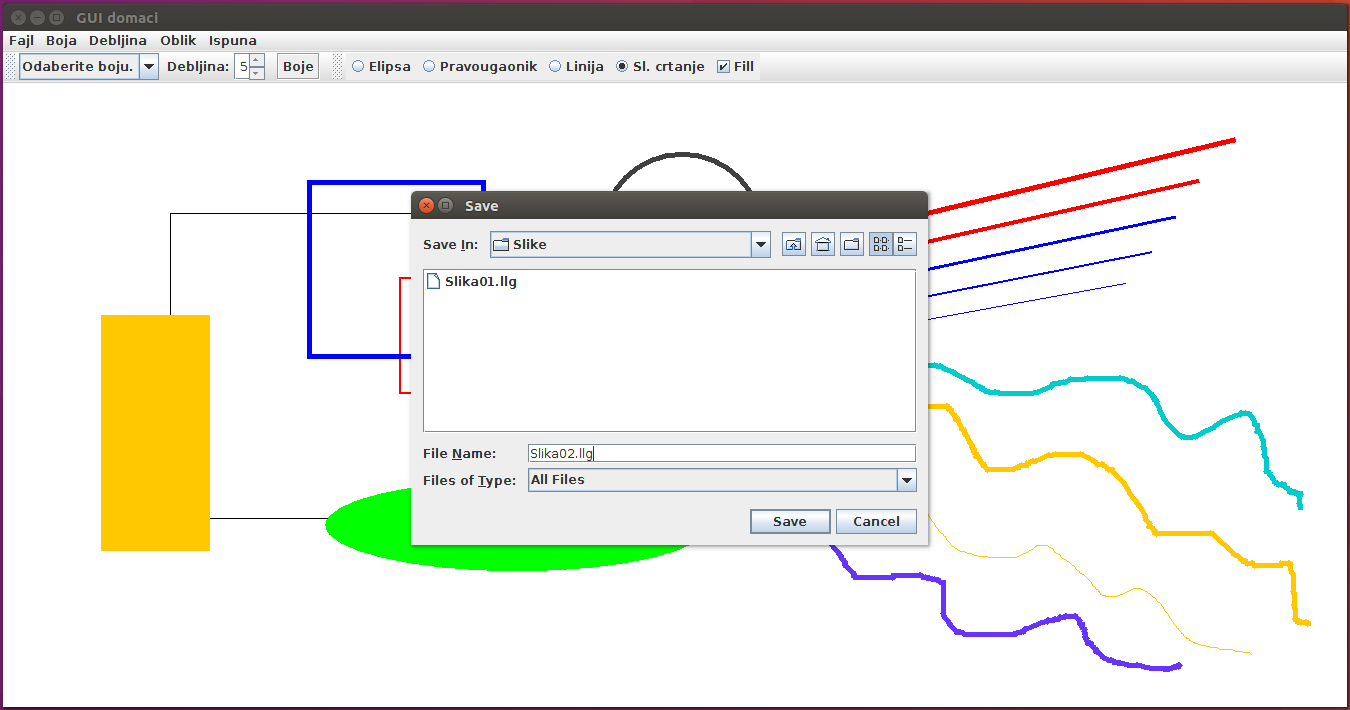 GUI domaci
Fajl Boja Debljina Oblik Ispuna
Odaberite boju. Debljina: 5 Boje Elipsa Pravougaonik Linija Sl. crtanje Fill
Save
Save In: Slike
Slika01.llg
File Name: Slika02.llg
Files of Type: All Files
Save Cancel